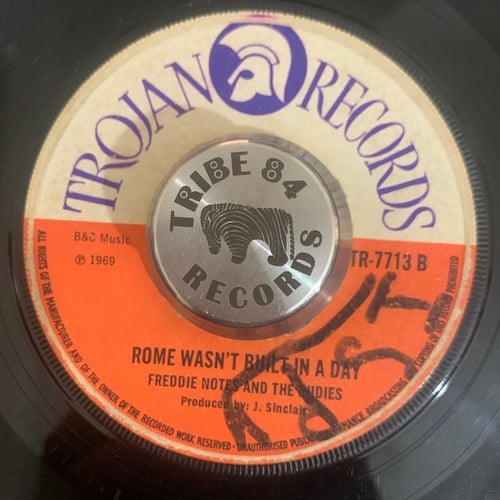 TROJAN RECORDS
TRIBE 84
RECORDS
B&C Music
℗ 1969
TR-7713 B
ROME WASN'T BUILT IN A DAY
FREDDIE NOTES AND THE RUDIES
Produced by: J. Sinclair
ALL RIGHTS OF THE MANUFACTURER AND OF THE OWNER OF THE RECORDED WORK RESERVED - UNAUTHORISED PUBLIC PERFORMANCE BROADCASTING AND COPYING OF THIS RECORD PROHIBITED